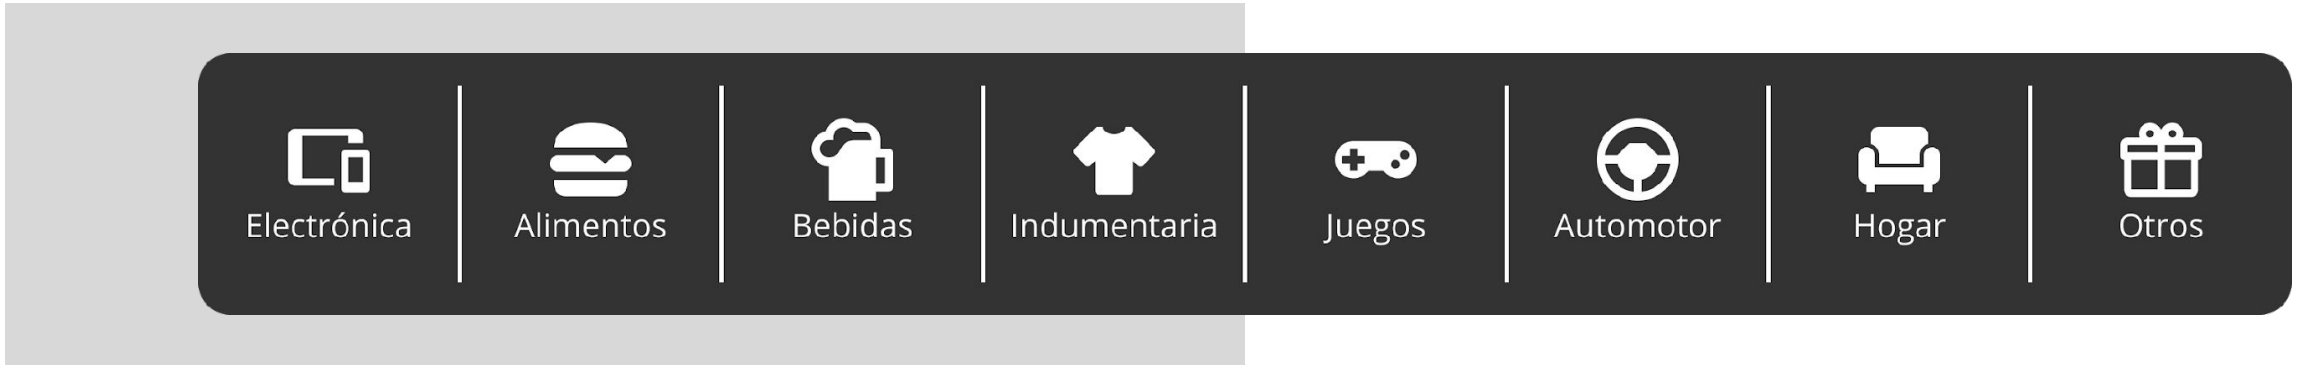 Electrónica
Alimentos
Bebidas
Indumentaria
Juegos
Automotor
Hogar
Otros